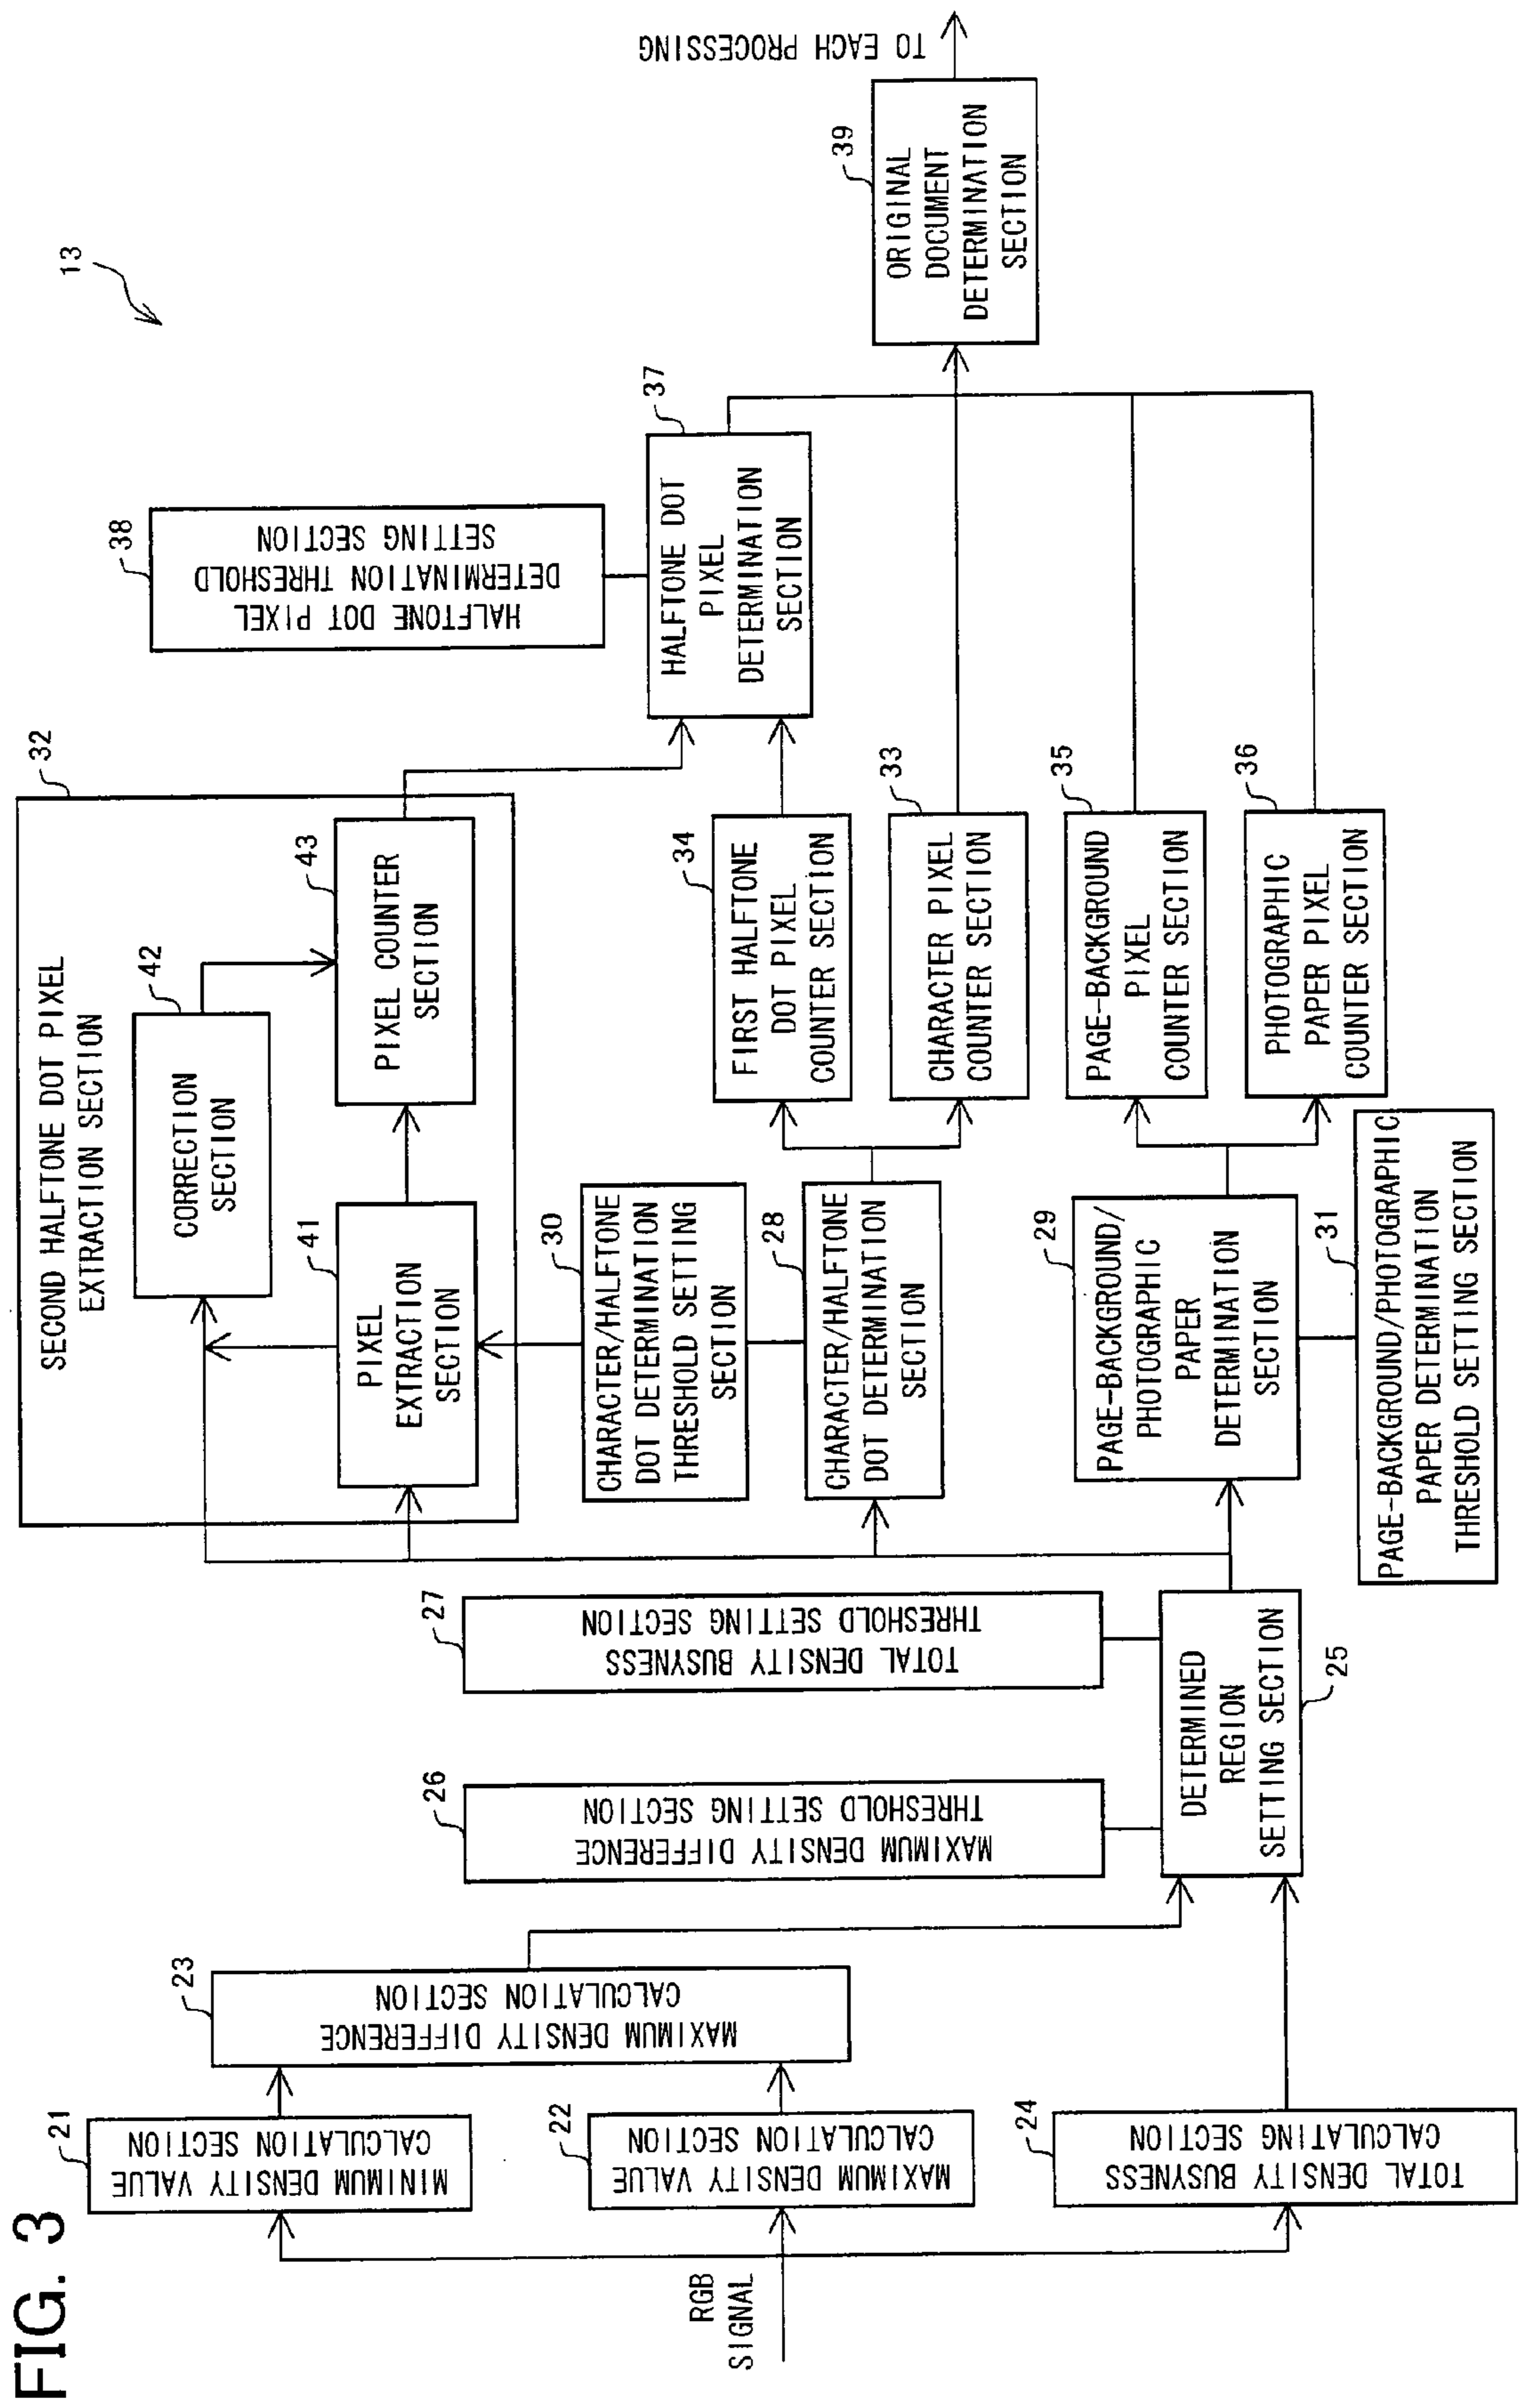 FIG. 3
13
RGB
SIGNAL
21
MINIMUM DENSITY VALUE
CALCULATION SECTION
22
MAXIMUM DENSITY VALUE
CALCULATION SECTION
24
TOTAL DENSITY BUSYNESS
CALCULATING SECTION
23
MAXIMUM DENSITY DIFFERENCE
CALCULATION SECTION
26
MAXIMUM DENSITY DIFFERENCE
THRESHOLD SETTING SECTION
27
TOTAL DENSITY BUSYNESS
THRESHOLD SETTING SECTION
DETERMINED
REGION
SETTING SECTION
25
32
SECOND HALFTONE DOT PIXEL
EXTRACTION SECTION
42
CORRECTION
SECTION
41
PIXEL
EXTRACTION
SECTION
43
PIXEL COUNTER
SECTION
30
CHARACTER/HALFTONE
DOT DETERMINATION
THRESHOLD SETTING
SECTION
28
CHARACTER/HALFTONE
DOT DETERMINATION
SECTION
29
PAGE-BACKGROUND/
PHOTOGRAPHIC
PAPER
DETERMINATION
SECTION
31
PAGE-BACKGROUND/PHOTOGRAPHIC
PAPER DETERMINATION
THRESHOLD SETTING SECTION
34
FIRST HALFTONE
DOT PIXEL
COUNTER SECTION
33
CHARACTER PIXEL
COUNTER SECTION
35
PAGE-BACKGROUND
PIXEL
COUNTER SECTION
36
PHOTOGRAPHIC
PAPER PIXEL
COUNTER SECTION
38
HALFTONE DOT PIXEL
DETERMINATION THRESHOLD
SETTING SECTION
37
HALFTONE DOT
PIXEL
DETERMINATION
SECTION
39
ORIGINAL
DOCUMENT
DETERMINATION
SECTION
TO EACH PROCESSING